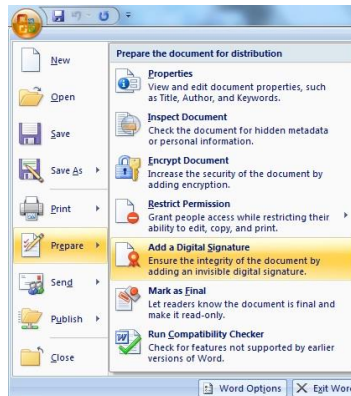 Prepare the document for distribution
New
Open
Save
Save As
Print
Prepare
Send
Publish
Close
Properties
View and edit document properties, such
as Title, Author, and Keywords.
Inspect Document
Check the document for hidden metadata
or personal information.
Encrypt Document
Increase the security of the document by
adding encryption.
Restrict Permission
Grant people access while restricting their
ability to edit, copy, and print.
Add a Digital Signature
Ensure the integrity of the document by
adding an invisible digital signature.
Mark as Final
Let readers know the document is final and
make it read-only.
Run Compatibility Checker
Check for features not supported by earlier
versions of Word.
Word Options
Exit Wor